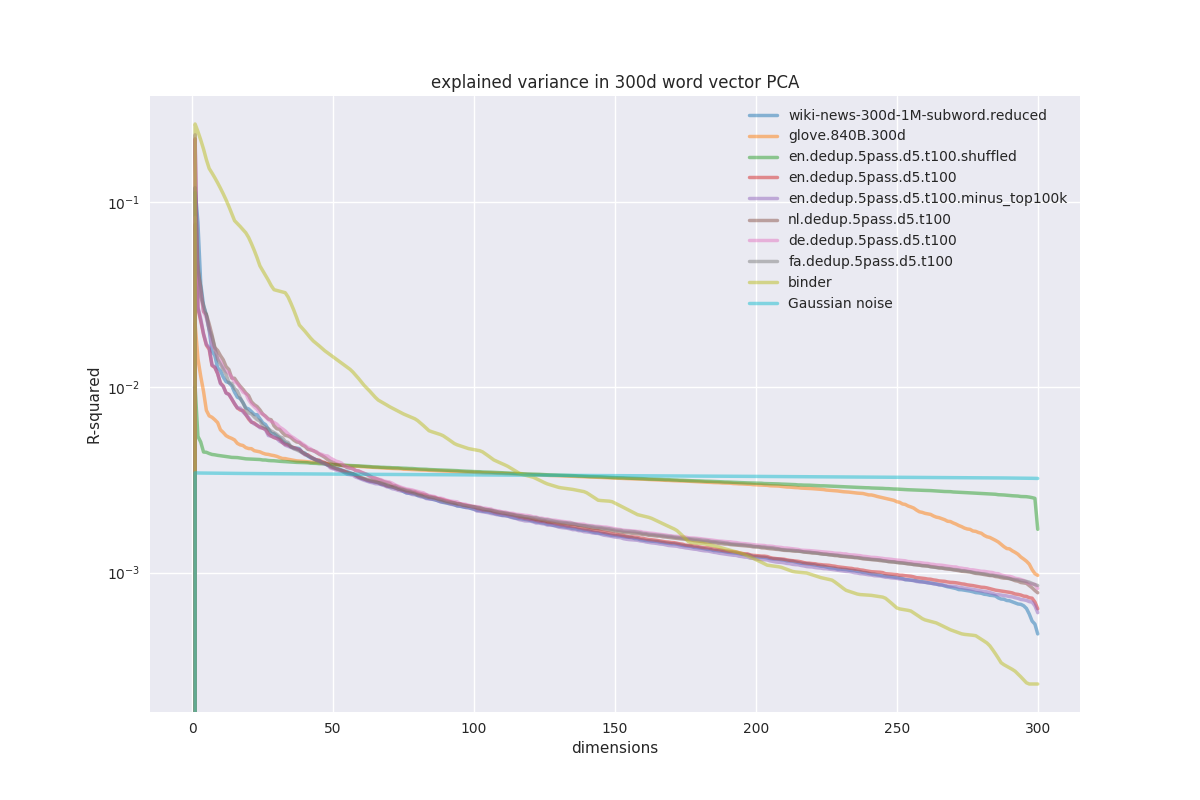 explained variance in 300d word vector PCA
wiki-news-300d-1M-subword.reduced
glove.840B.300d
en.dedup.5pass.d5.t100.shuffled
en.dedup.5pass.d5.t100
en.dedup.5pass.d5.t100.minus_top100k
nl.dedup.5pass.d5.t100
de.dedup.5pass.d5.t100
fa.dedup.5pass.d5.t100
binder
Gaussian noise
R-squared
10⁻¹
10⁻²
10⁻³
0 50 100 150 200 250 300
dimensions